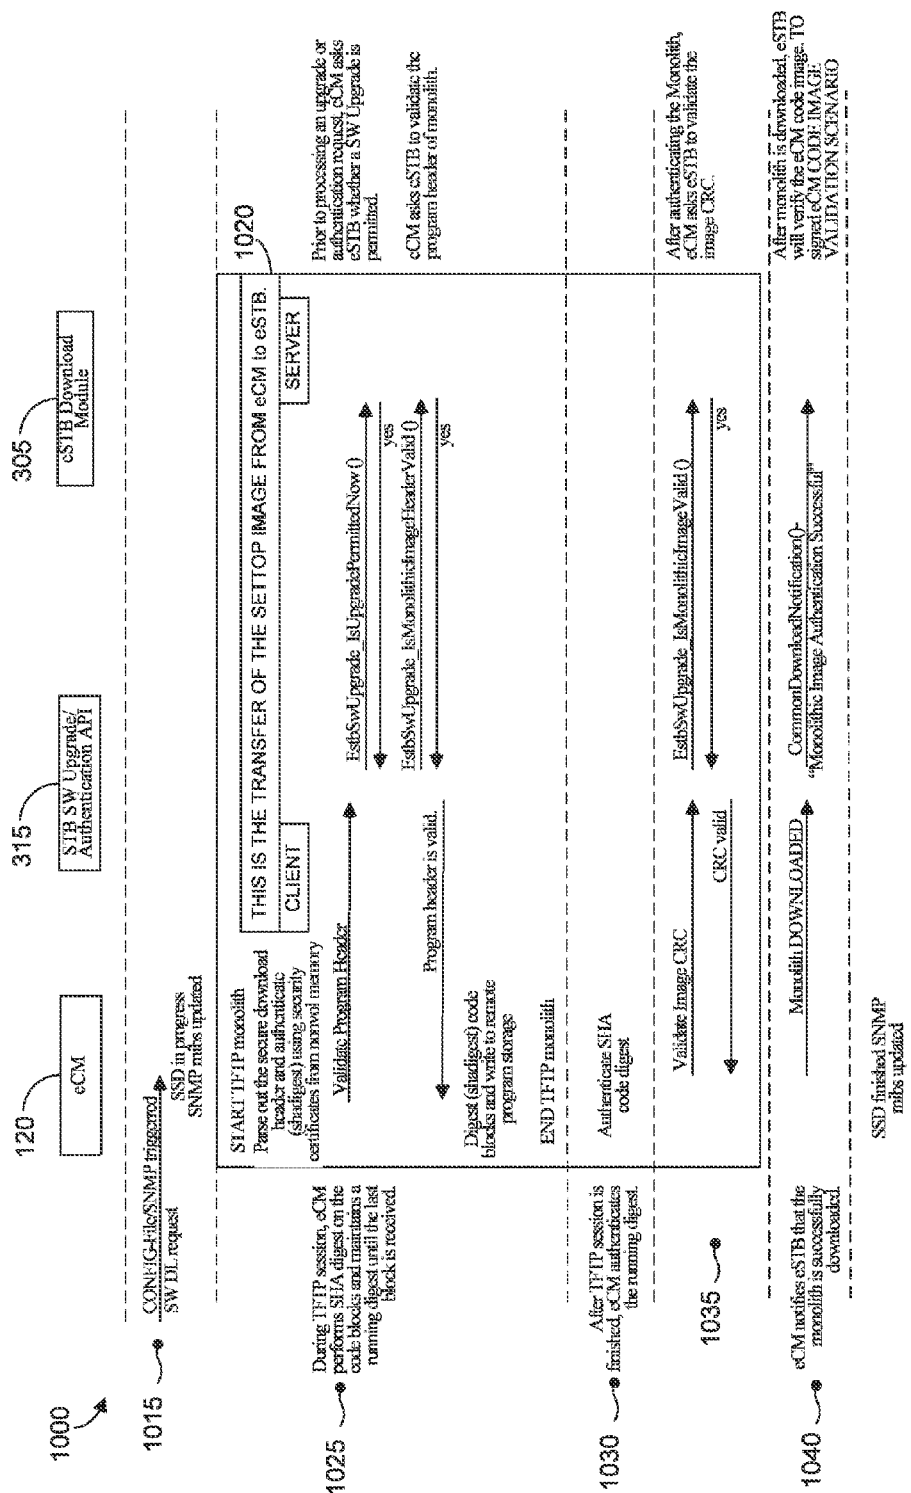 1000
120
eCM
315
STB SW Upgrade/
Authentication API
305
eSTB Download
Module
1015
CONFIG-File/SNMP triggerred
SW DL request
SSD in progress
SNMP mibs updated
1020
THIS IS THE TRANSFER OF THE SETTOP IMAGE FROM eCM to eSTB.
CLIENT
SERVER
1025
During TFTP session, eCM
performs SHA digest on the
code blocks and maintains a
running digest until the last
block is received.
START TFTP monolith
Parse out the secure download
header and authenticate
(shadigest) using security
certificates from nonvol memory
Validate Program Header
EstbSwUpgrade_IsUpgradePermittedNow ()
yes
Prior to processing an upgrade or
authentication request, eCM asks
eSTB whether a SW Upgrade is
permitted.
EstbSwUpgrade_IsMonolithicImageHeaderValid ()
yes
Program header is valid.
eCM asks eSTB to validate the
program header of monolith.
Digest (shadigest) code
blocks and write to remote
program storage
END TFTP monolith
1030
After TFTP session is
finished, eCM authenticates
the running digest.
Authenticate SHA
code digest
1035
Validate Image CRC
EstbSwUpgrade_IsMonolithicImageValid ()
yes
CRC valid
After authenticating the Monolith,
eCM asks eSTB to validate the
image CRC.
1040
eCM notifies eSTB that the
monolith is successfully
downloaded.
Monolith DOWNLOADED
CommonDownloadNotification()-
“Monolithic Image Authentication Successful”
After monolith is downloaded, eSTB
will verify the eCM code image. TO
signed eCM CODE IMAGE
VALIDATION SCENARIO
SSD finished SNMP
mibs updated